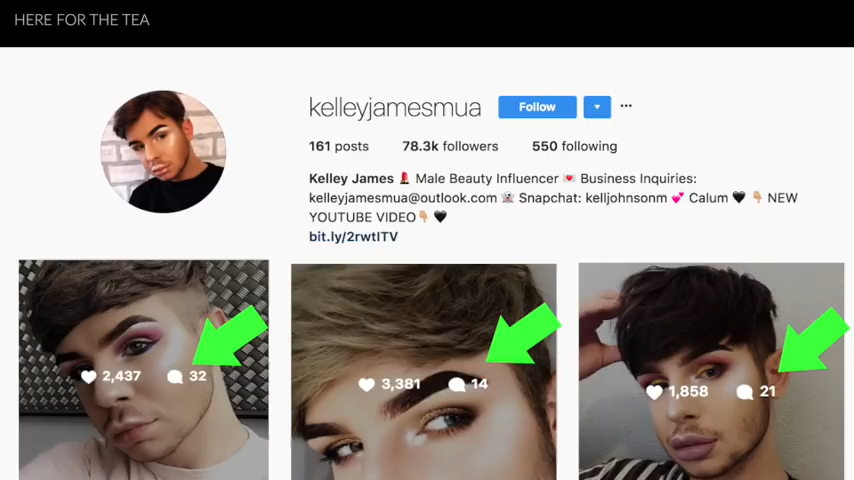 HERE FOR THE TEA
kelleyjamesmua Follow ...
161 posts 78.3k followers 550 following
Kelley James 💄 Male Beauty Influencer 💌 Business Inquiries:
kelleyjamesmua@outlook.com 👻 Snapchat: kelljohnsonm 💕 Calum 🖤 👇🏼 NEW
YOUTUBE VIDEO👇🏼 🖤
bit.ly/2rwtITV
2,437 32
3,381 14
1,858 21